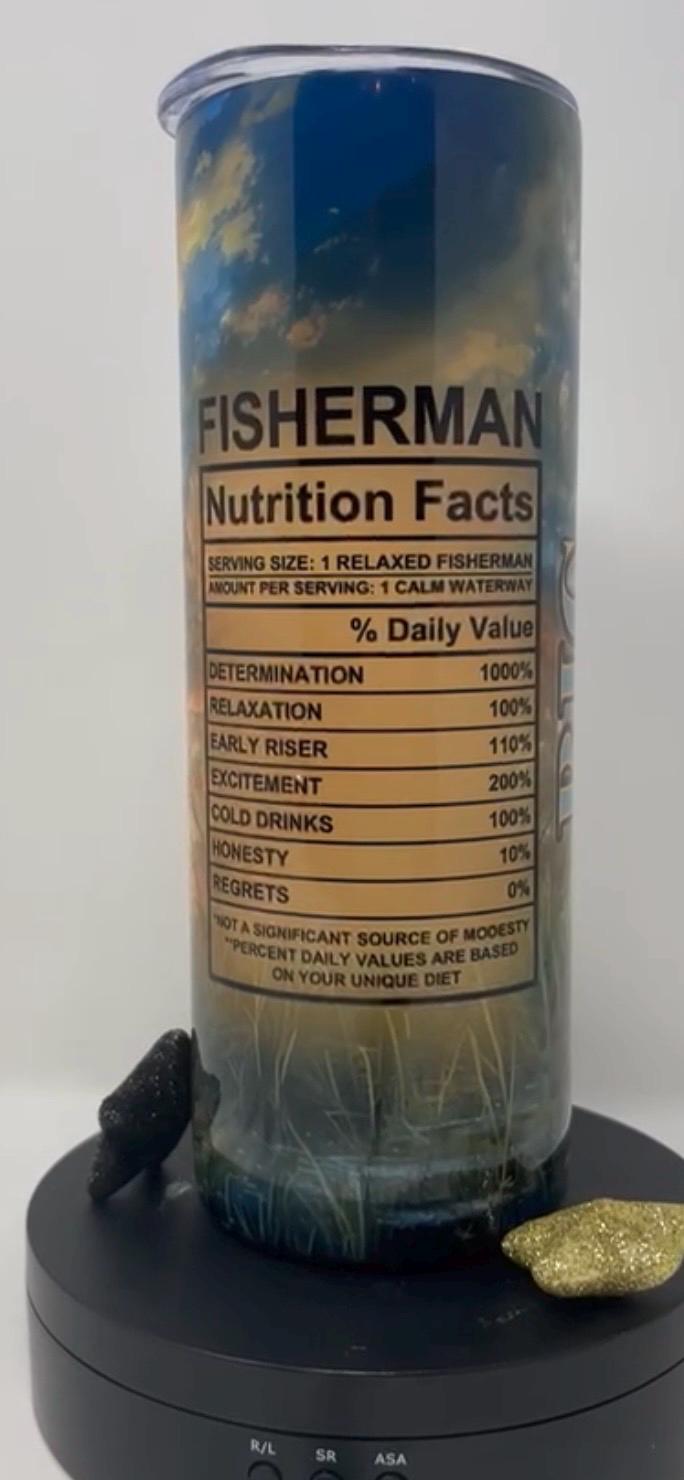 FISHERMAN
Nutrition Facts
SERVING SIZE: 1 RELAXED FISHERMAN
AMOUNT PER SERVING: 1 CALM WATERWAY
% Daily Value
DETERMINATION 1000%
RELAXATION 100%
EARLY RISER 110%
EXCITEMENT 200%
COLD DRINKS 100%
HONESTY 10%
REGRETS 0%
*NOT A SIGNIFICANT SOURCE OF MODESTY
**PERCENT DAILY VALUES ARE BASED
ON YOUR UNIQUE DIET
R/L SR ASA